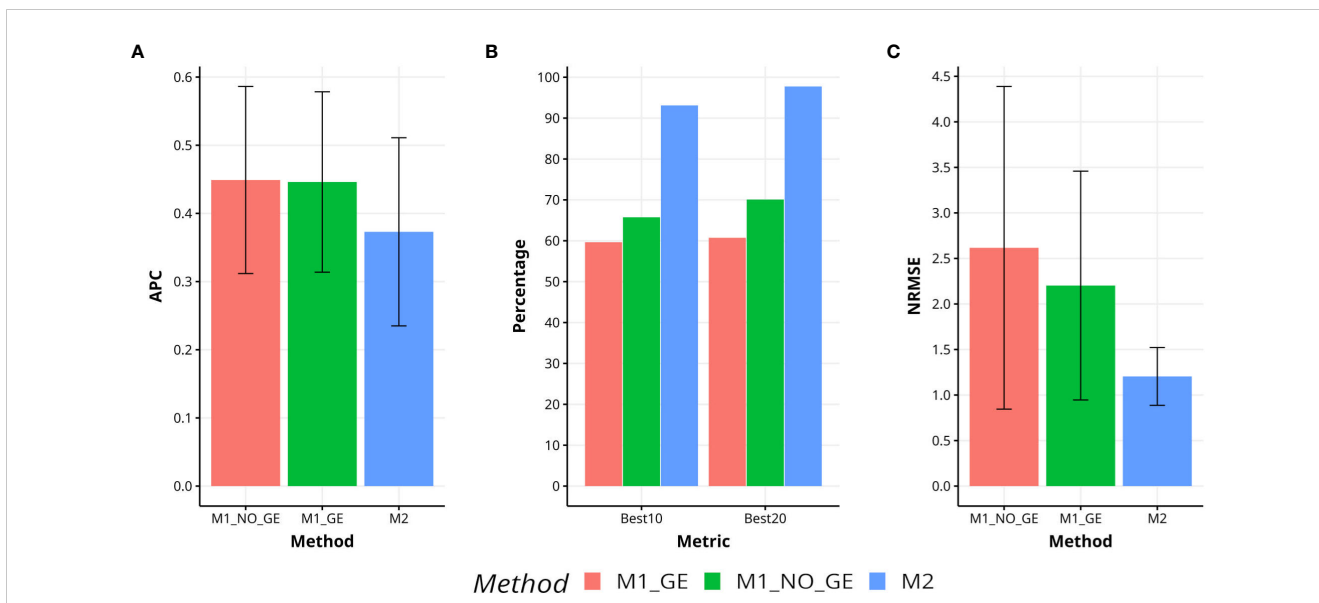 A
B
C
APC
0.6
0.5
0.4
0.3
0.2
0.1
0.0
M1_NO_GE M1_GE M2
Method
Percentage
100
90
80
70
60
50
40
30
20
10
0
Best10 Best20
Metric
NRMSE
4.5
4.0
3.5
3.0
2.5
2.0
1.5
1.0
0.5
0.0
M1_NO_GE M1_GE M2
Method
Method M1_GE M1_NO_GE M2